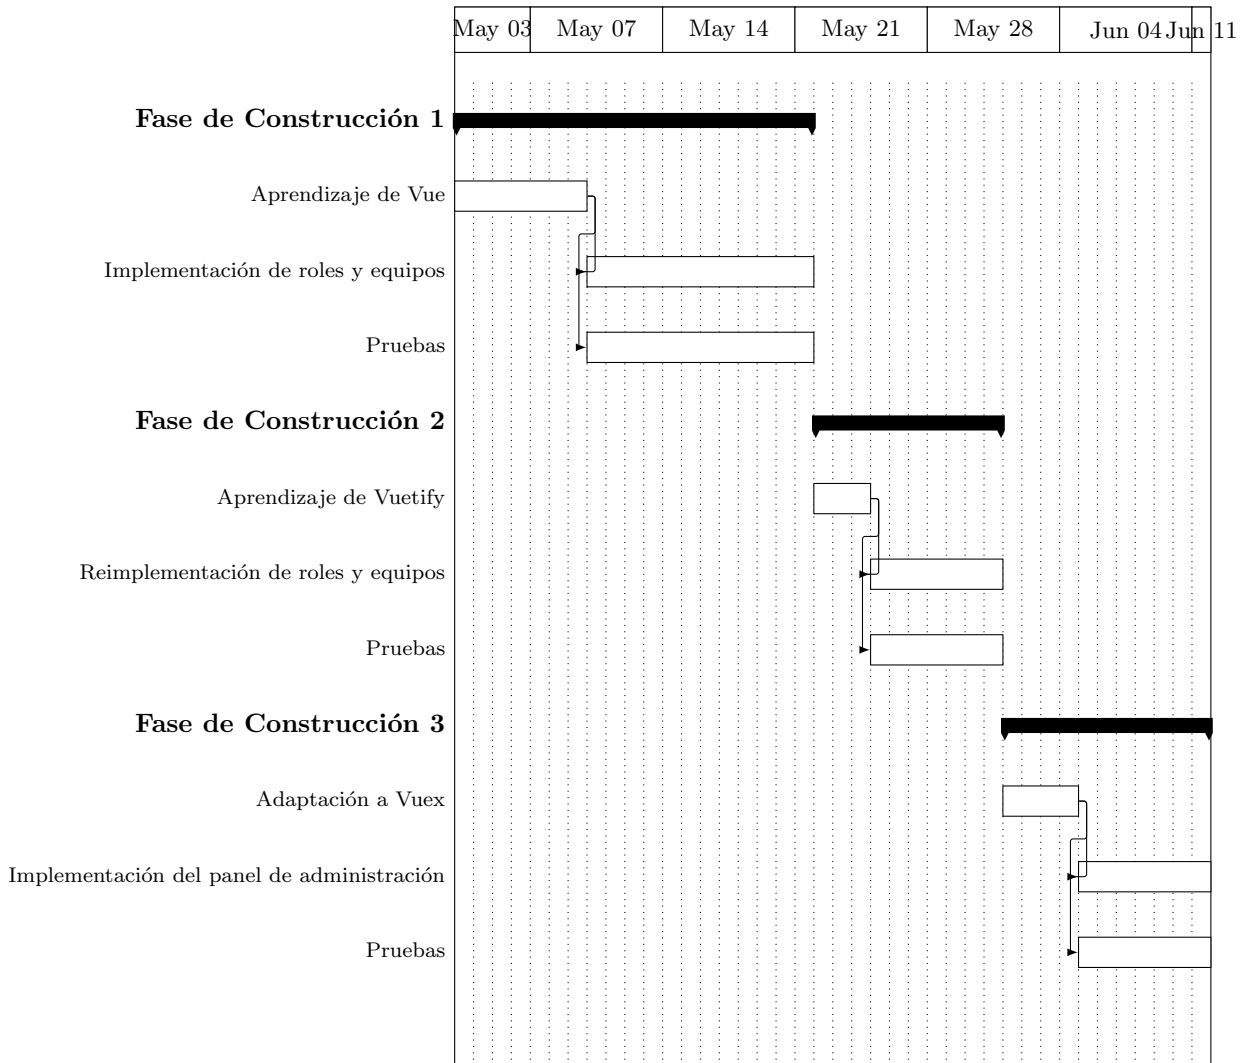 May 03 May 07 May 14 May 21 May 28 Jun 04 Jun 11
Fase de Construcción 1
Aprendizaje de Vue
Implementación de roles y equipos
Pruebas
Fase de Construcción 2
Aprendizaje de Vuetify
Reimplementación de roles y equipos
Pruebas
Fase de Construcción 3
Adaptación a Vuex
Implementación del panel de administración
Pruebas